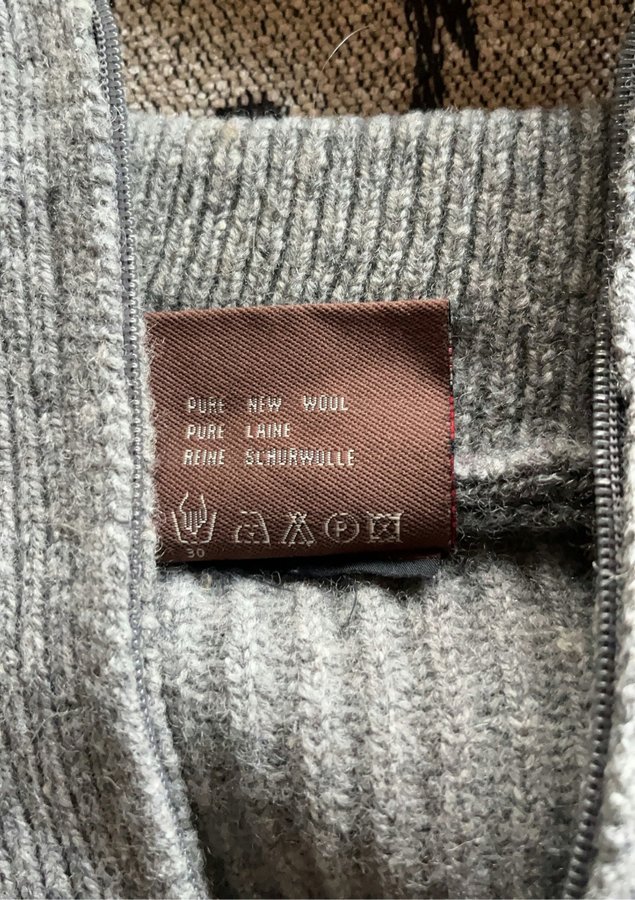 PURE NEW WOOL
PURE LAINE
REINE SCHURWOLLE
30
P